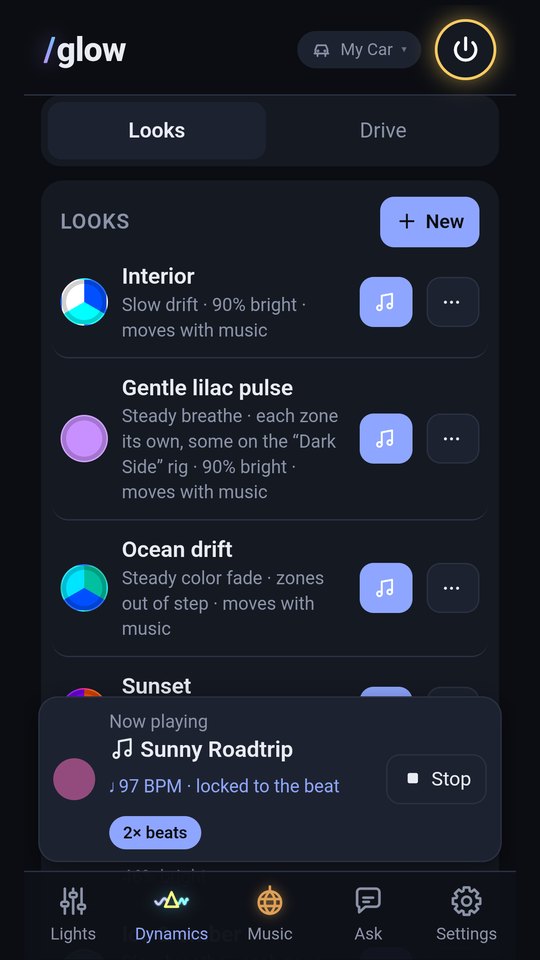 /glow
My Car
Looks
Drive
LOOKS
+ New
Interior
Slow drift · 90% bright ·
moves with music
Gentle lilac pulse
Steady breathe · each zone
its own, some on the “Dark
Side” rig · 90% bright ·
moves with music
Ocean drift
Steady color fade · zones
out of step · moves with
music
Sunset
Now playing
Sunny Roadtrip
♩97 BPM · locked to the beat
2× beats
Stop
Lights
Dynamics
Music
Ask
Settings